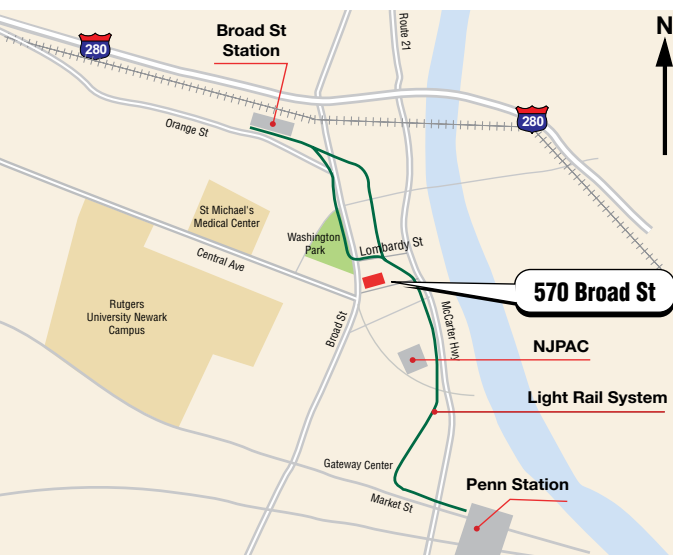 Broad St
Station
Route 21
N
280
280
Orange St
St Michael's
Medical Center
Washington
Park
Lombardy St
Central Ave
570 Broad St
Rutgers
University Newark
Campus
Broad St
McCarter Hwy
NJPAC
Light Rail System
Gateway Center
Market St
Penn Station